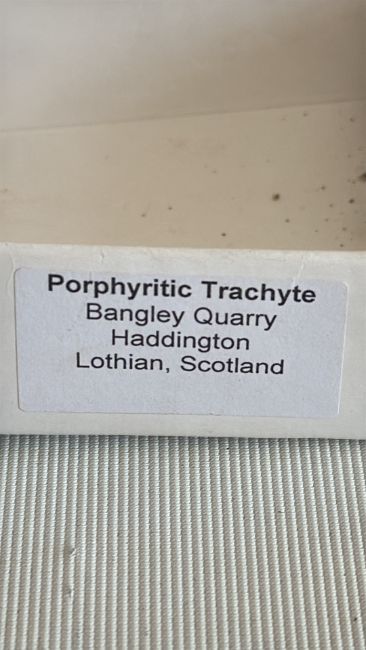 Porphyritic Trachyte
Bangley Quarry
Haddington
Lothian, Scotland